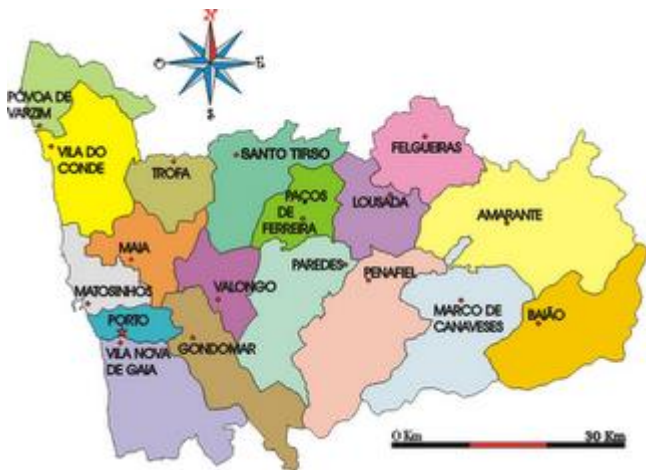 N
O
E
S
PÓVOA DE
VARZIM
VILA DO
CONDE
TROFA
SANTO TIRSO
FELGUEIRAS
PAÇOS
DE
FERREIRA
LOUSADA
AMARANTE
MAIA
PAREDES
PENAFIEL
MATOSINHOS
VALONGO
MARCO DE
CANAVESES
BAIÃO
PORTO
VILA NOVA
DE GAIA
GONDOMAR
0 Km
30 Km